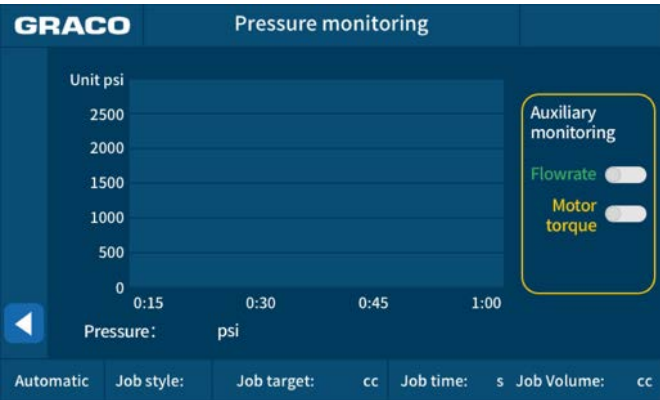 GRACO
Pressure monitoring
Unit psi
2500
2000
1500
1000
500
0
0:15 0:30 0:45 1:00
Pressure: psi
Auxiliary
monitoring
Flowrate
Motor
torque
Automatic Job style: Job target: cc Job time: s Job Volume: cc